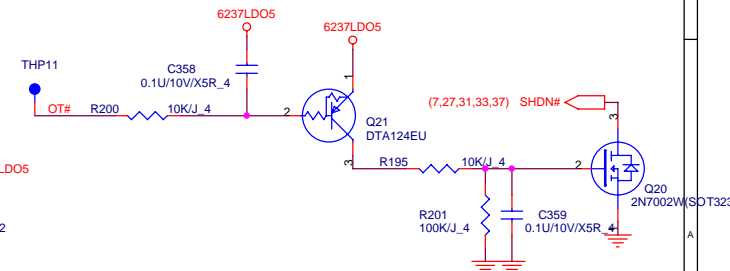 6237LDO5
6237LDO5
THP11
C358
0.1U/10V/X5R_4
1
OT#
R200
10K/J_4
2
Q21
DTA124EU
(7,27,31,33,37)
SHDN#
3
3
LDO5
R195
10K/J_4
2
Q20
2N7002W(SOT323
R201
100K/J_4
C359
0.1U/10V/X5R_4
2
A